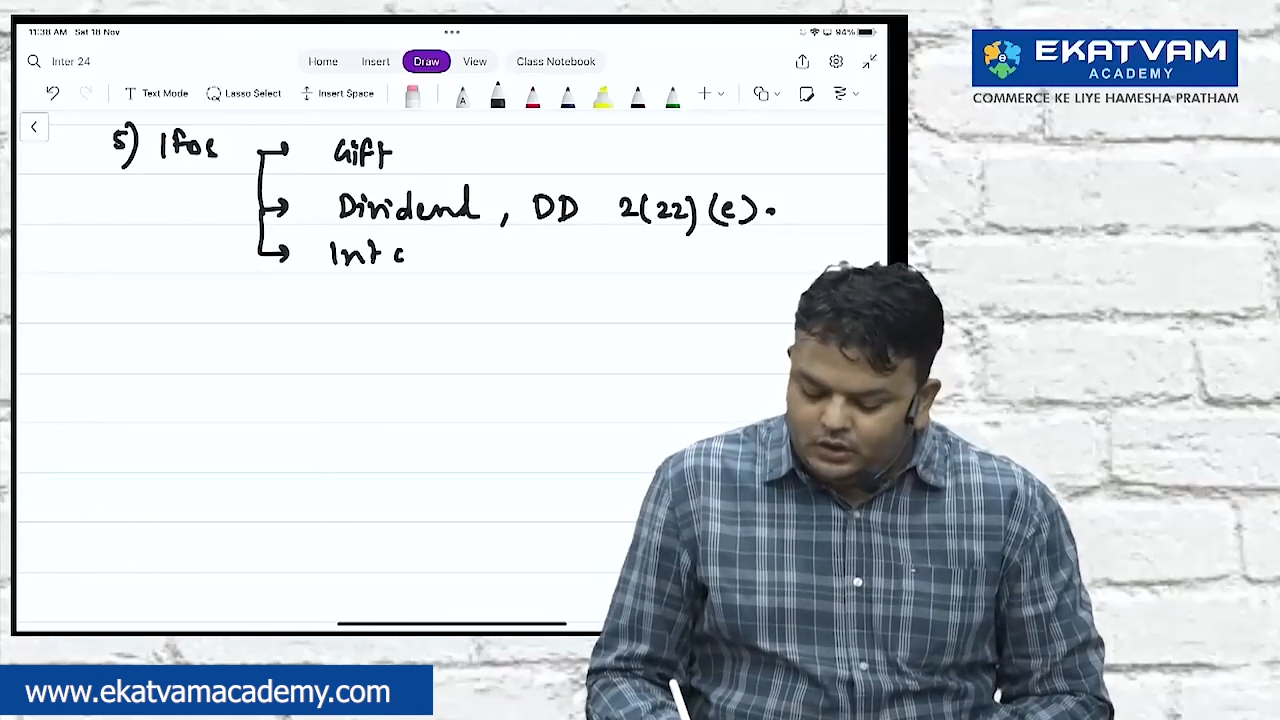 11:38 AM Sat 18 Nov
94%
Inter 24
Home Insert Draw View Class Notebook
Text Mode Lasso Select Insert Space
5) Ifos
Gift
Dividend, DD 2(22)(e).
Int c
EKATVAM
ACADEMY
COMMERCE KE LIYE HAMESHA PRATHAM
www.ekatvamacademy.com